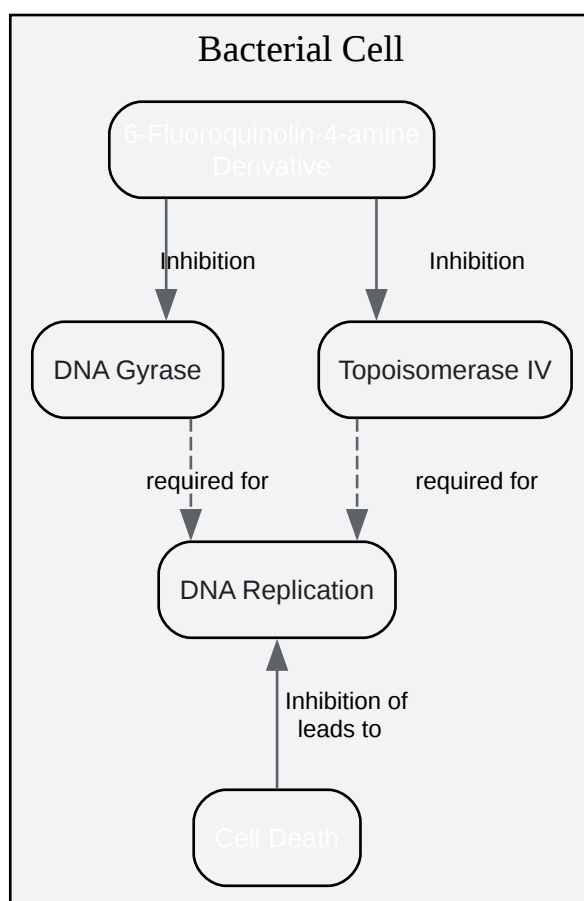 Bacterial Cell
6-Fluoroquinolin-4-amine
Derivative
Inhibition
Inhibition
DNA Gyrase
Topoisomerase IV
required for
required for
DNA Replication
Inhibition of
leads to
Cell Death